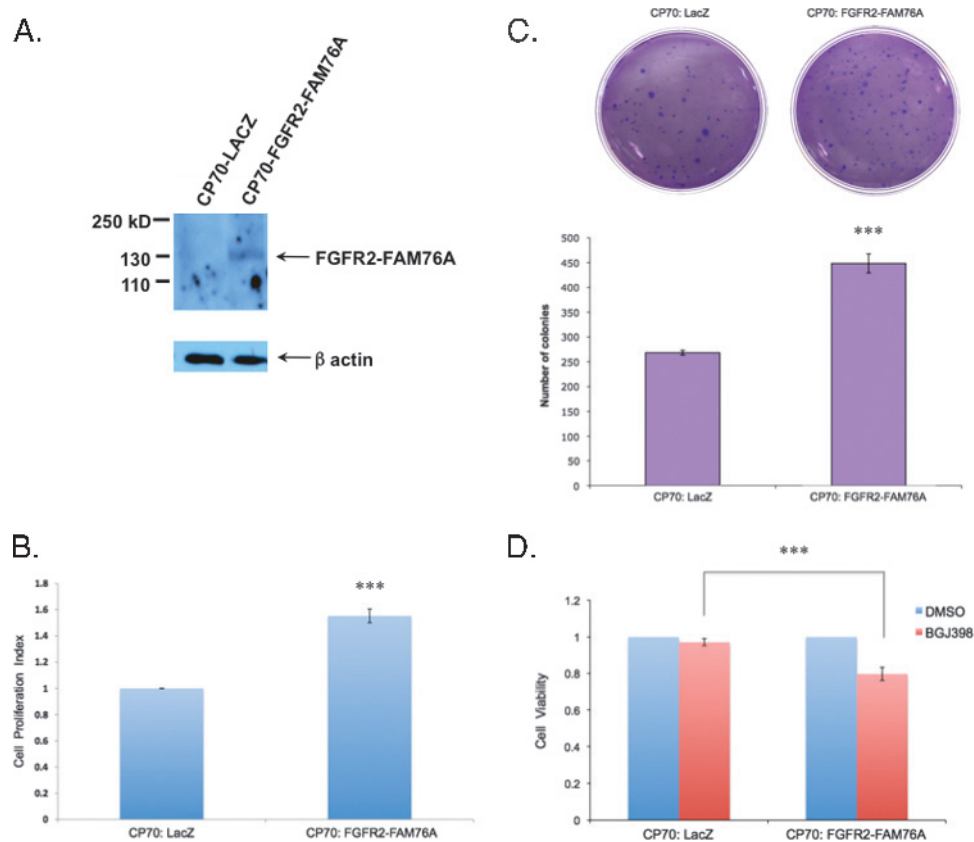 A.
CP70-LACZ
CP70-FGFR2-FAM76A
250 kD
130
110
FGFR2-FAM76A
β actin
C.
CP70: LacZ
CP70: FGFR2-FAM76A
***
500
450
400
350
300
250
200
150
100
50
0
Number of colonies
CP70: LacZ
CP70: FGFR2-FAM76A
B.
***
1.8
1.6
1.4
1.2
1
0.8
0.6
0.4
0.2
0
Cell Proliferation Index
CP70: LacZ
CP70: FGFR2-FAM76A
D.
***
DMSO
BGJ398
1.2
1
0.8
0.6
0.4
0.2
0
Cell Viability
CP70: LacZ
CP70: FGFR2-FAM76A